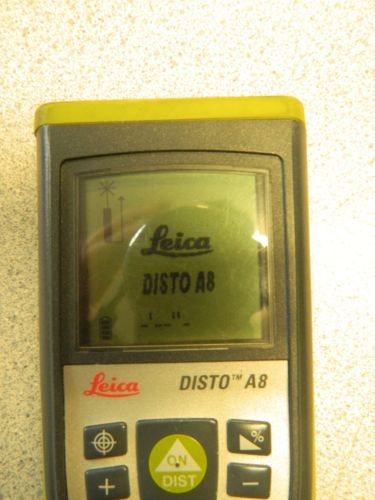 Leica
DISTO A8
Leica DISTO™ A8
%
ON
DIST
+ −